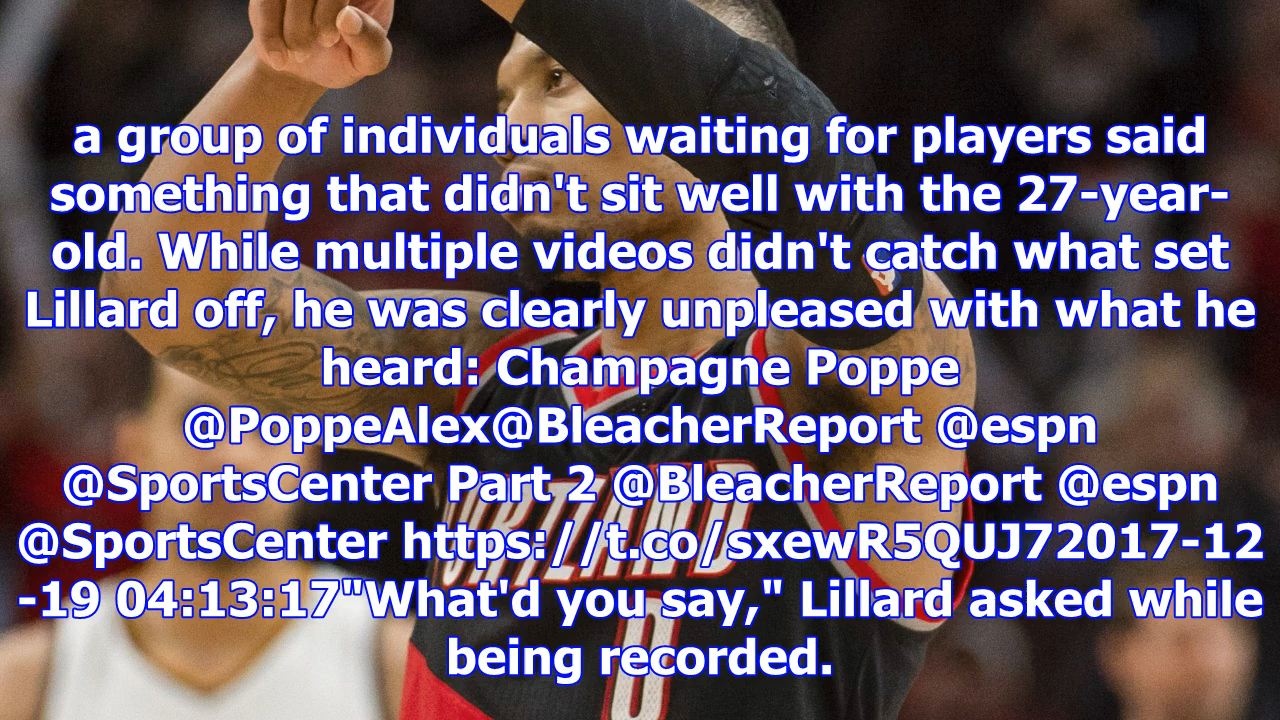 a group of individuals waiting for players said
something that didn't sit well with the 27-year-
old. While multiple videos didn't catch what set
Lillard off, he was clearly unpleased with what he
heard: Champagne Poppe
@PoppeAlex@BleacherReport @espn
@SportsCenter Part 2 @BleacherReport @espn
@SportsCenter https://t.co/sxewR5QUJ72017-12
-19 04:13:17"What'd you say," Lillard asked while
being recorded.
PORTLAND
0